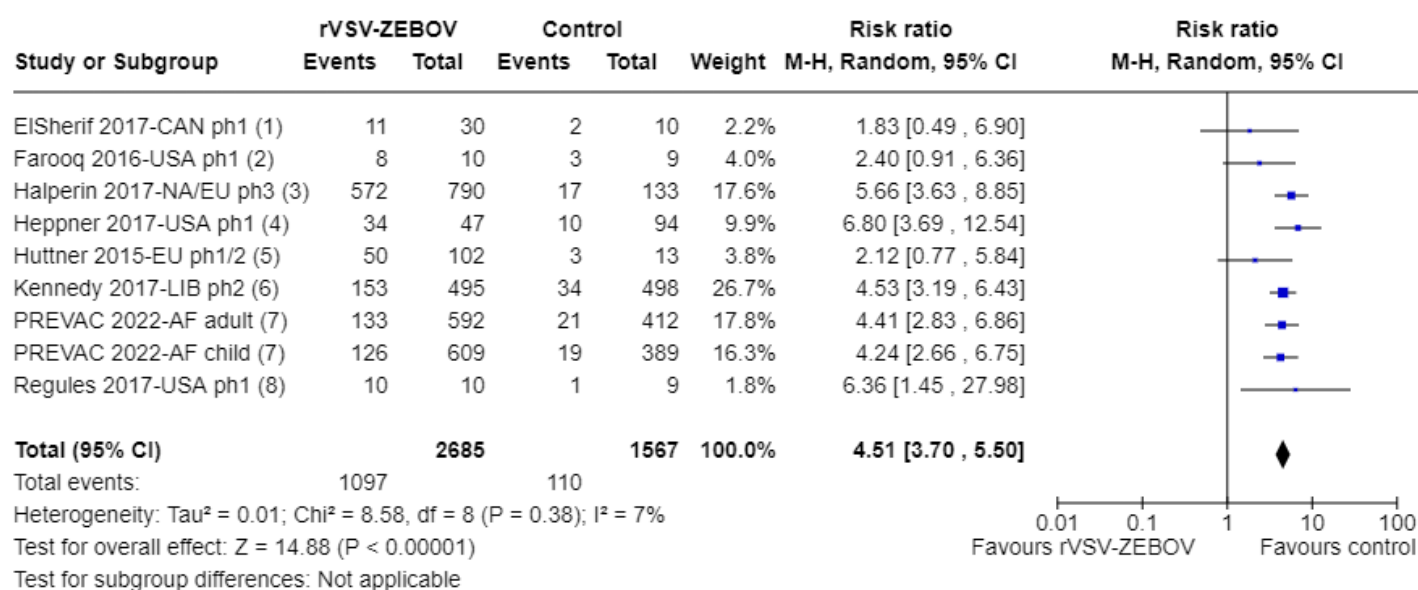 rVSV-ZEBOV Control Risk ratio Risk ratio
Study or Subgroup Events Total Events Total Weight M-H, Random, 95% CI M-H, Random, 95% CI
ElSherif 2017-CAN ph1 (1) 11 30 2 10 2.2% 1.83 [0.49 , 6.90]
Farooq 2016-USA ph1 (2) 8 10 3 9 4.0% 2.40 [0.91 , 6.36]
Halperin 2017-NA/EU ph3 (3) 572 790 17 133 17.6% 5.66 [3.63 , 8.85]
Heppner 2017-USA ph1 (4) 34 47 10 94 9.9% 6.80 [3.69 , 12.54]
Huttner 2015-EU ph1/2 (5) 50 102 3 13 3.8% 2.12 [0.77 , 5.84]
Kennedy 2017-LIB ph2 (6) 153 495 34 498 26.7% 4.53 [3.19 , 6.43]
PREVAC 2022-AF adult (7) 133 592 21 412 17.8% 4.41 [2.83 , 6.86]
PREVAC 2022-AF child (7) 126 609 19 389 16.3% 4.24 [2.66 , 6.75]
Regules 2017-USA ph1 (8) 10 10 1 9 1.8% 6.36 [1.45 , 27.98]
Total (95% CI) 2685 1567 100.0% 4.51 [3.70 , 5.50]
Total events: 1097 110
Heterogeneity: Tau² = 0.01; Chi² = 8.58, df = 8 (P = 0.38); I² = 7%
Test for overall effect: Z = 14.88 (P < 0.00001)
Test for subgroup differences: Not applicable
0.01 0.1 1 10 100
Favours rVSV-ZEBOV Favours control